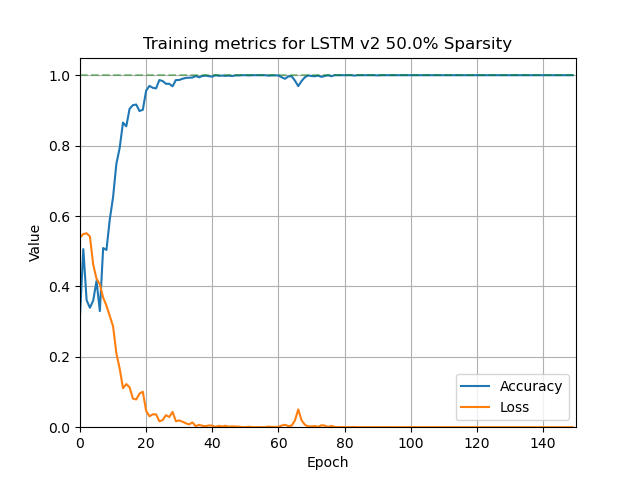 Training metrics for LSTM v2 50.0% Sparsity
1.0
0.8
0.6
0.4
0.2
0.0
Value
0 20 40 60 80 100 120 140
Epoch
Accuracy
Loss